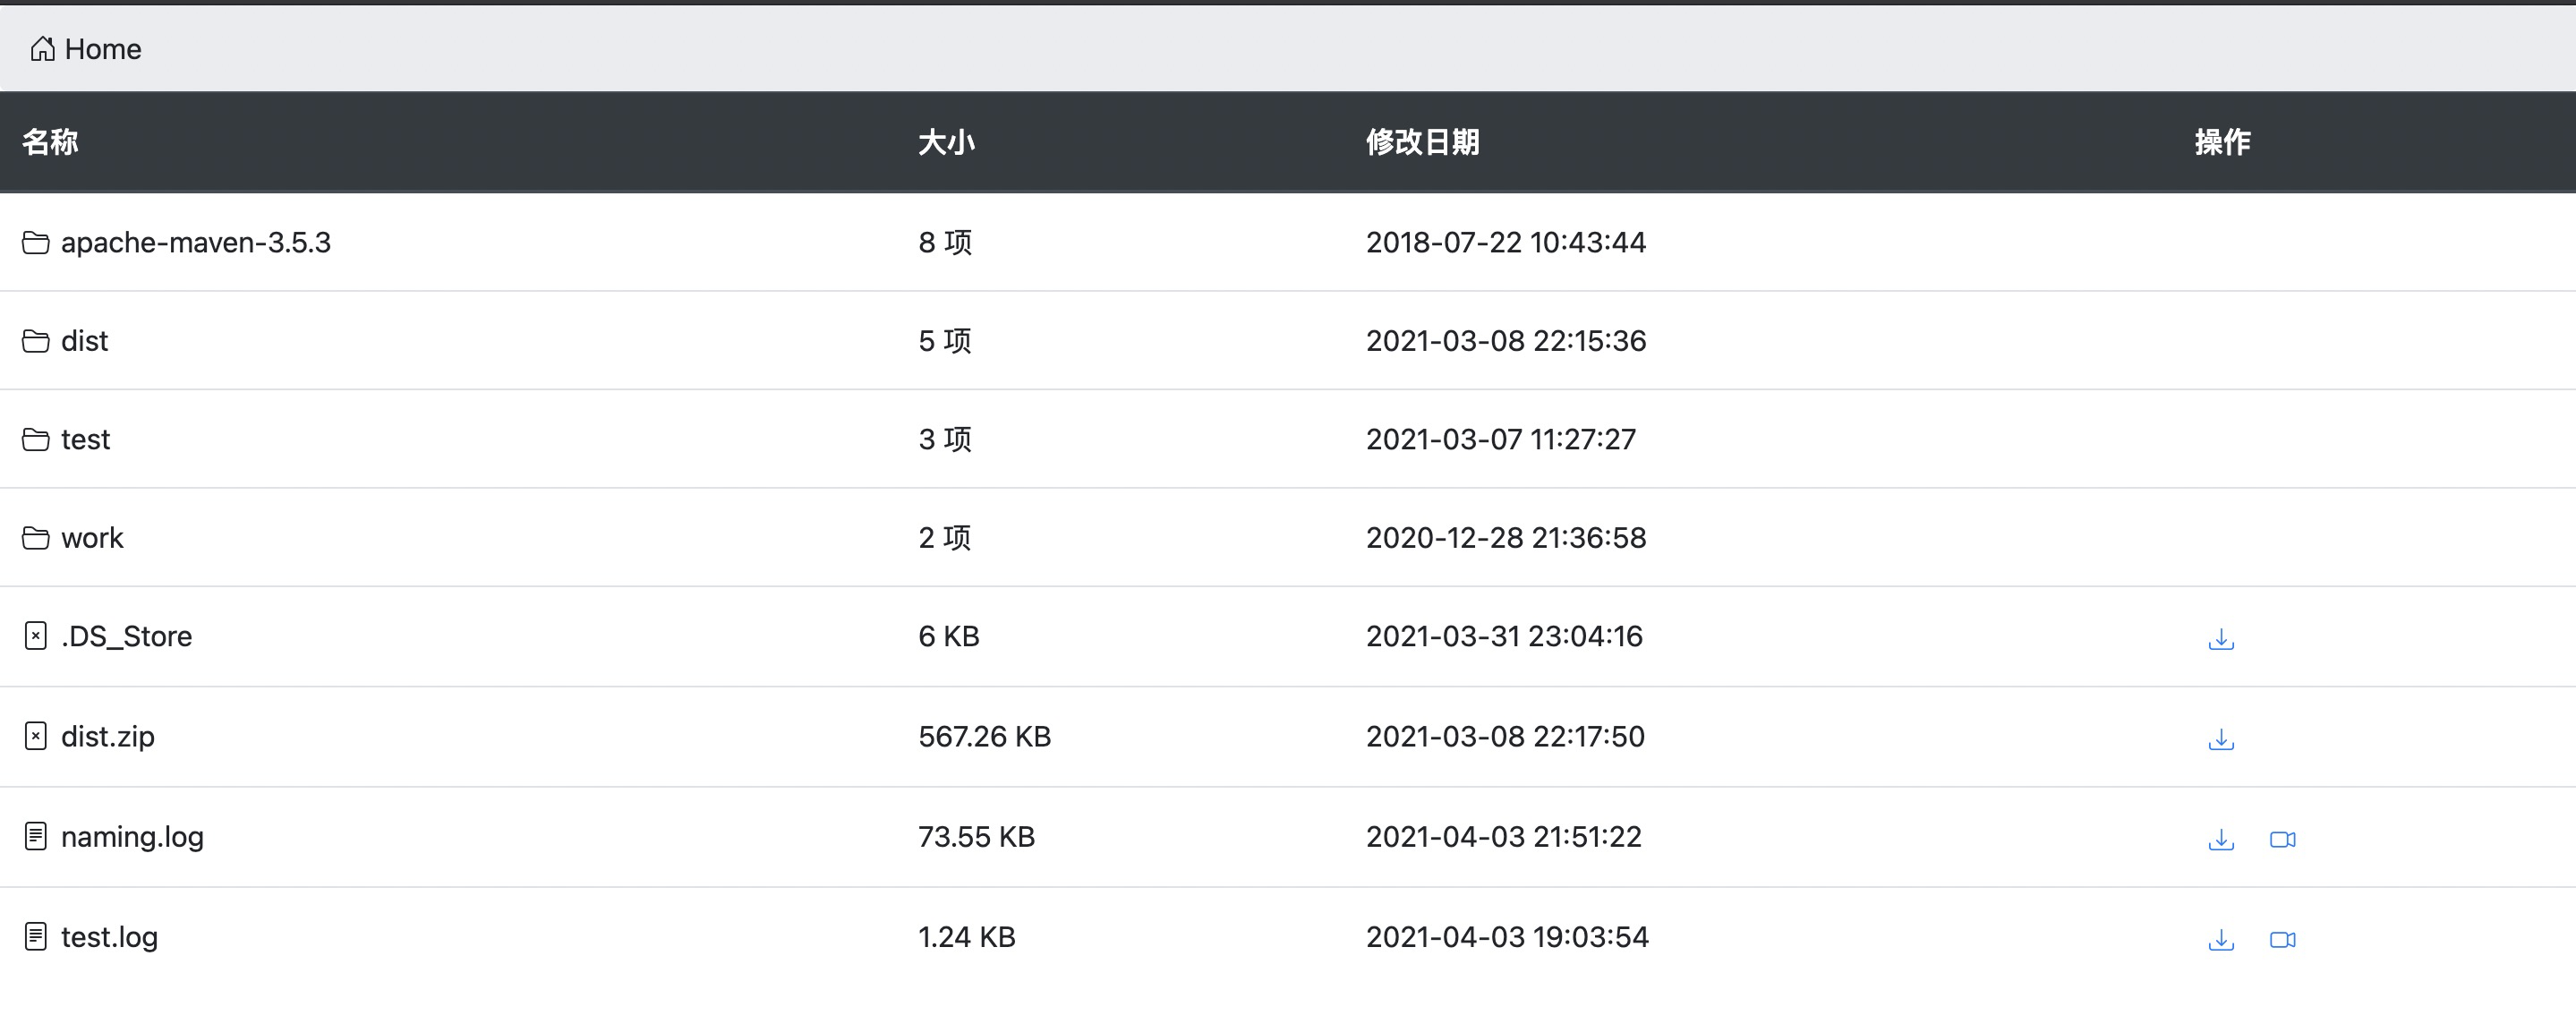 Home
名称 大小 修改日期 操作
apache-maven-3.5.3 8 项 2018-07-22 10:43:44
dist 5 项 2021-03-08 22:15:36
test 3 项 2021-03-07 11:27:27
work 2 项 2020-12-28 21:36:58
.DS_Store 6 KB 2021-03-31 23:04:16
dist.zip 567.26 KB 2021-03-08 22:17:50
naming.log 73.55 KB 2021-04-03 21:51:22
test.log 1.24 KB 2021-04-03 19:03:54